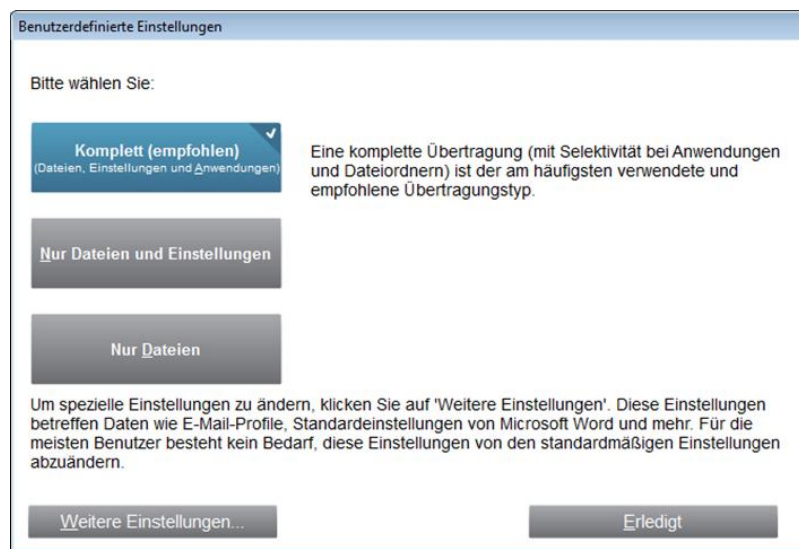 Benutzerdefinierte Einstellungen
Bitte wählen Sie:
Komplett (empfohlen)
(Dateien, Einstellungen und Anwendungen)
Eine komplette Übertragung (mit Selektivität bei Anwendungen
und Dateiordnern) ist der am häufigsten verwendete und
empfohlene Übertragungstyp.
Nur Dateien und Einstellungen
Nur Dateien
Um spezielle Einstellungen zu ändern, klicken Sie auf 'Weitere Einstellungen'. Diese Einstellungen
betreffen Daten wie E-Mail-Profile, Standardeinstellungen von Microsoft Word und mehr. Für die
meisten Benutzer besteht kein Bedarf, diese Einstellungen von den standardmäßigen Einstellungen
abzuändern.
Weitere Einstellungen...
Erledigt